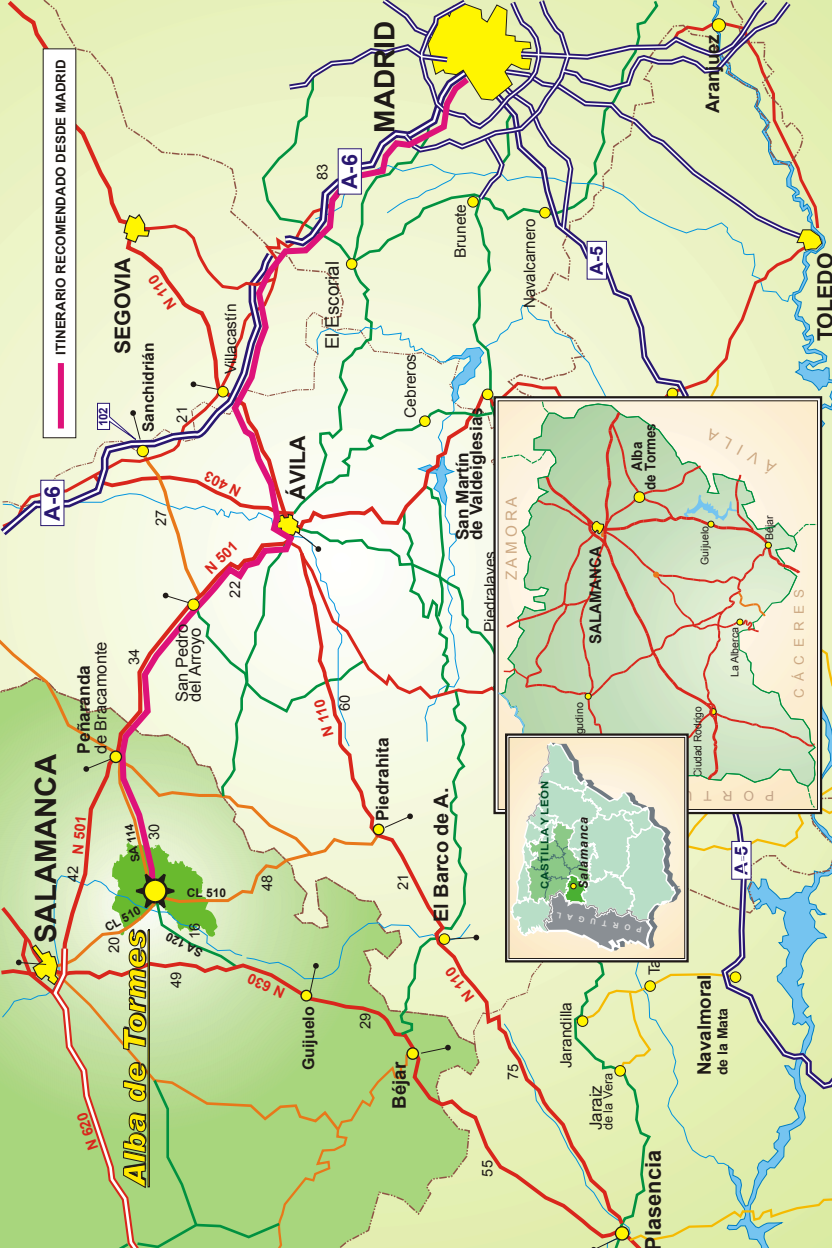 ITINERARIO RECOMENDADO DESDE MADRID
MADRID
SEGOVIA
ÁVILA
SALAMANCA
TOLEDO
Aranjuez
Brunete
Navalcarnero
El Escorial
Villacastín
Sanchidrián
Cebreros
San Martín
de Valdeiglesias
Piedralaves
San Pedro
del Arroyo
Peñaranda
de Bracamonte
Piedrahita
El Barco de A.
Alba de Tormes
Guijuelo
Béjar
Jarandilla
Jaraiz
de la Vera
Ta
Navalmoral
de la Mata
Plasencia
A-6
A-6
A-5
A-5
83
102
21
27
N 110
N 403
N 501
22
34
N 110
60
N 501
42
SA 114
30
CL 510
CL 510
20
16
SA 120
48
49
N 630
29
21
N 110
75
55
N 620
ZAMORA
ÁVILA
CÁCERES
PORTU
SALAMANCA
Alba
de Tormes
Guijuelo
Béjar
La Alberca
Ciudad Rodrigo
gudino
CASTILLA Y LEÓN
Salamanca
PORTUGAL